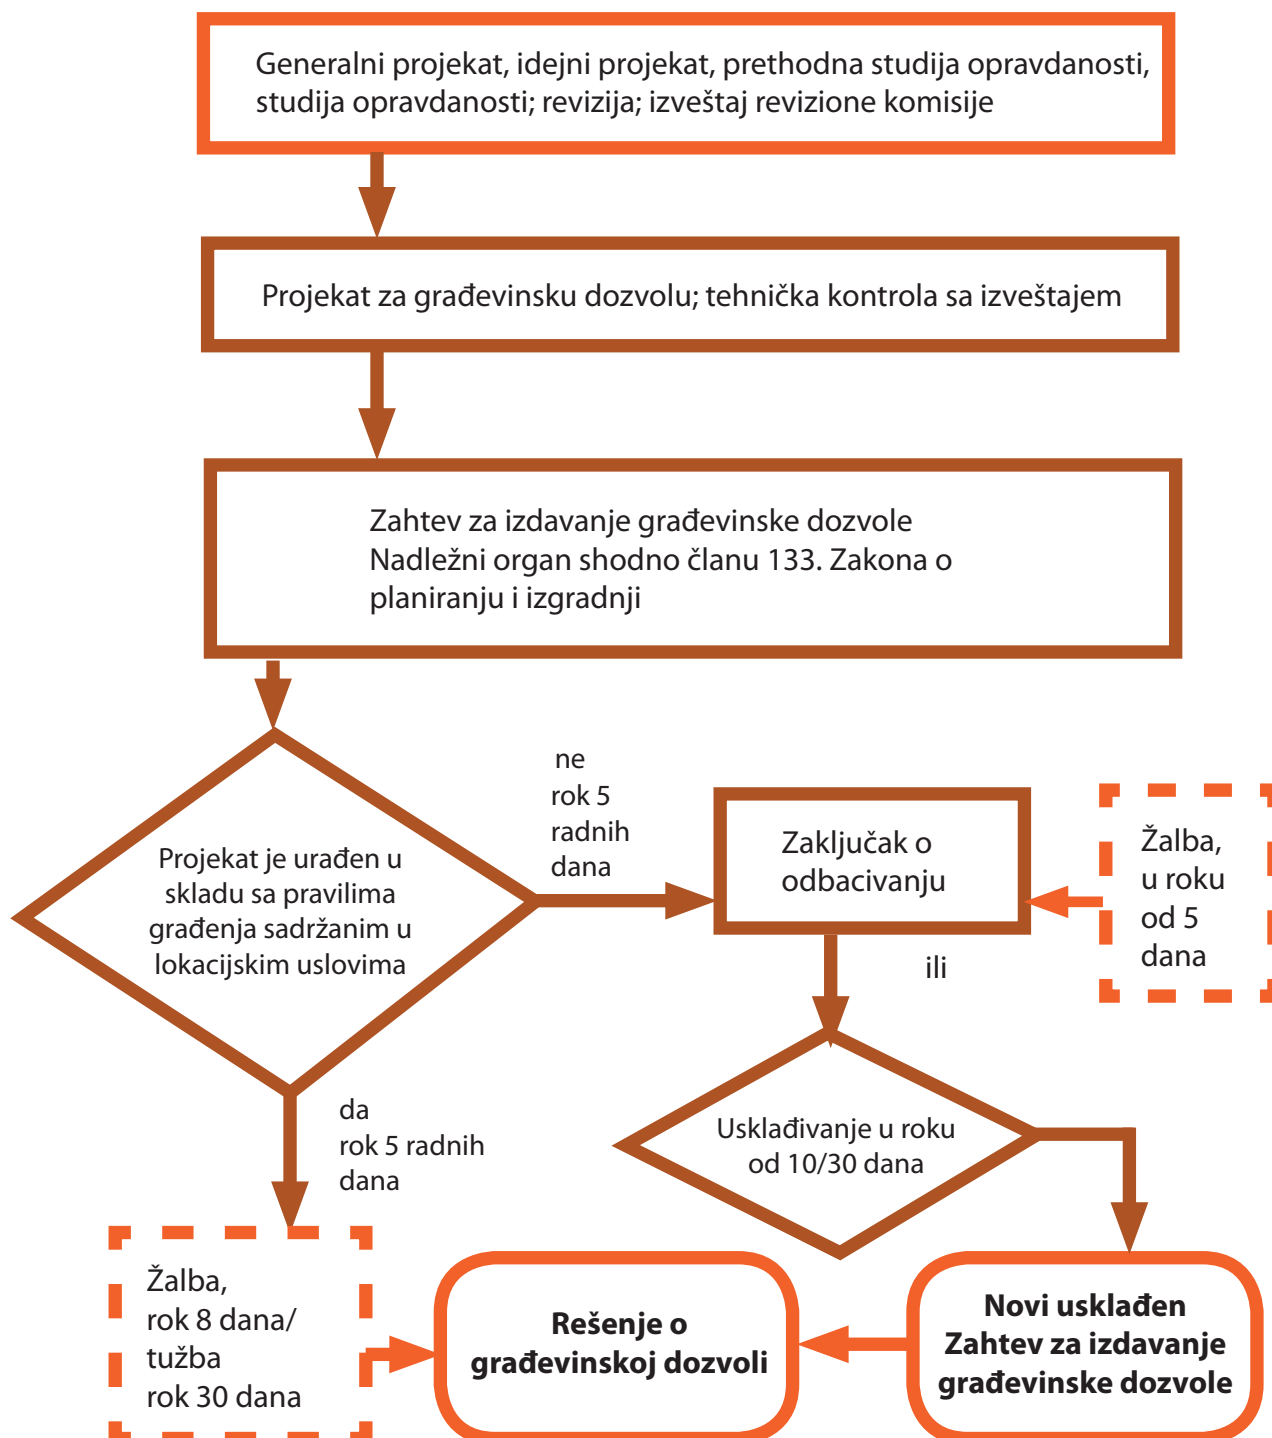 Generalni projekat, idejni projekat, prethodna studija opravdanosti,
studija opravdanosti; revizija; izveštaj revizione komisije
Projekat za građevinsku dozvolu; tehnička kontrola sa izveštajem
Zahtev za izdavanje građevinske dozvole
Nadležni organ shodno članu 133. Zakona o
planiranju i izgradnji
Projekat je urađen u
skladu sa pravilima
građenja sadržanim u
lokacijskim uslovima
ne
rok 5
radnih
dana
Zaključak o
odbacivanju
Žalba,
u roku
od 5
dana
ili
Usklađivanje u roku
od 10/30 dana
da
rok 5 radnih
dana
Žalba,
rok 8 dana/
tužba
rok 30 dana
Rešenje o
građevinskoj dozvoli
Novi usklađen
Zahtev za izdavanje
građevinske dozvole